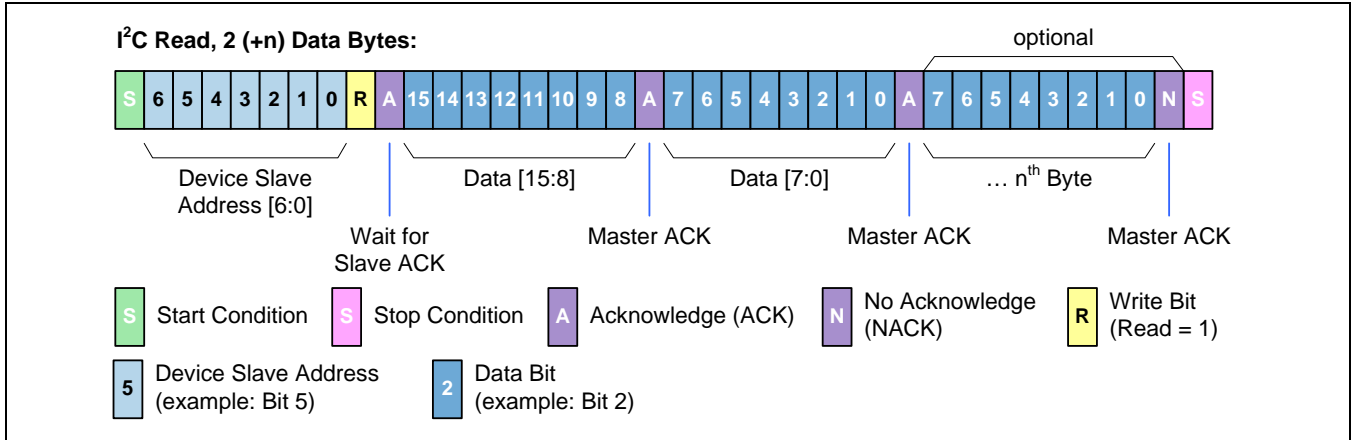 I²C Read, 2 (+n) Data Bytes:
optional
S 6 5 4 3 2 1 0 R A 15 14 13 12 11 10 9 8 A 7 6 5 4 3 2 1 0 A 7 6 5 4 3 2 1 0 N S
Device Slave
Address [6:0]
Data [15:8]
Data [7:0]
… nth Byte
Wait for
Slave ACK
Master ACK
Master ACK
Master ACK
S Start Condition
S Stop Condition
A Acknowledge (ACK)
N No Acknowledge
(NACK)
R Write Bit
(Read = 1)
5 Device Slave Address
(example: Bit 5)
2 Data Bit
(example: Bit 2)